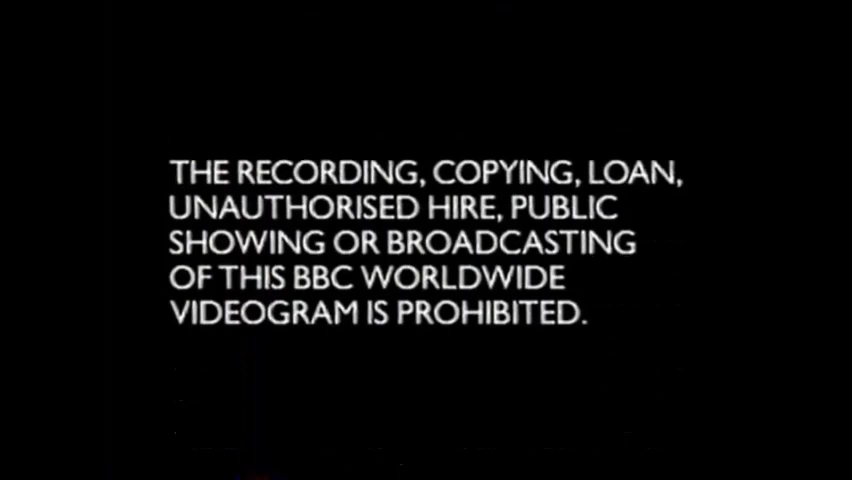 THE RECORDING, COPYING, LOAN,
UNAUTHORISED HIRE, PUBLIC
SHOWING OR BROADCASTING
OF THIS BBC WORLDWIDE
VIDEOGRAM IS PROHIBITED.